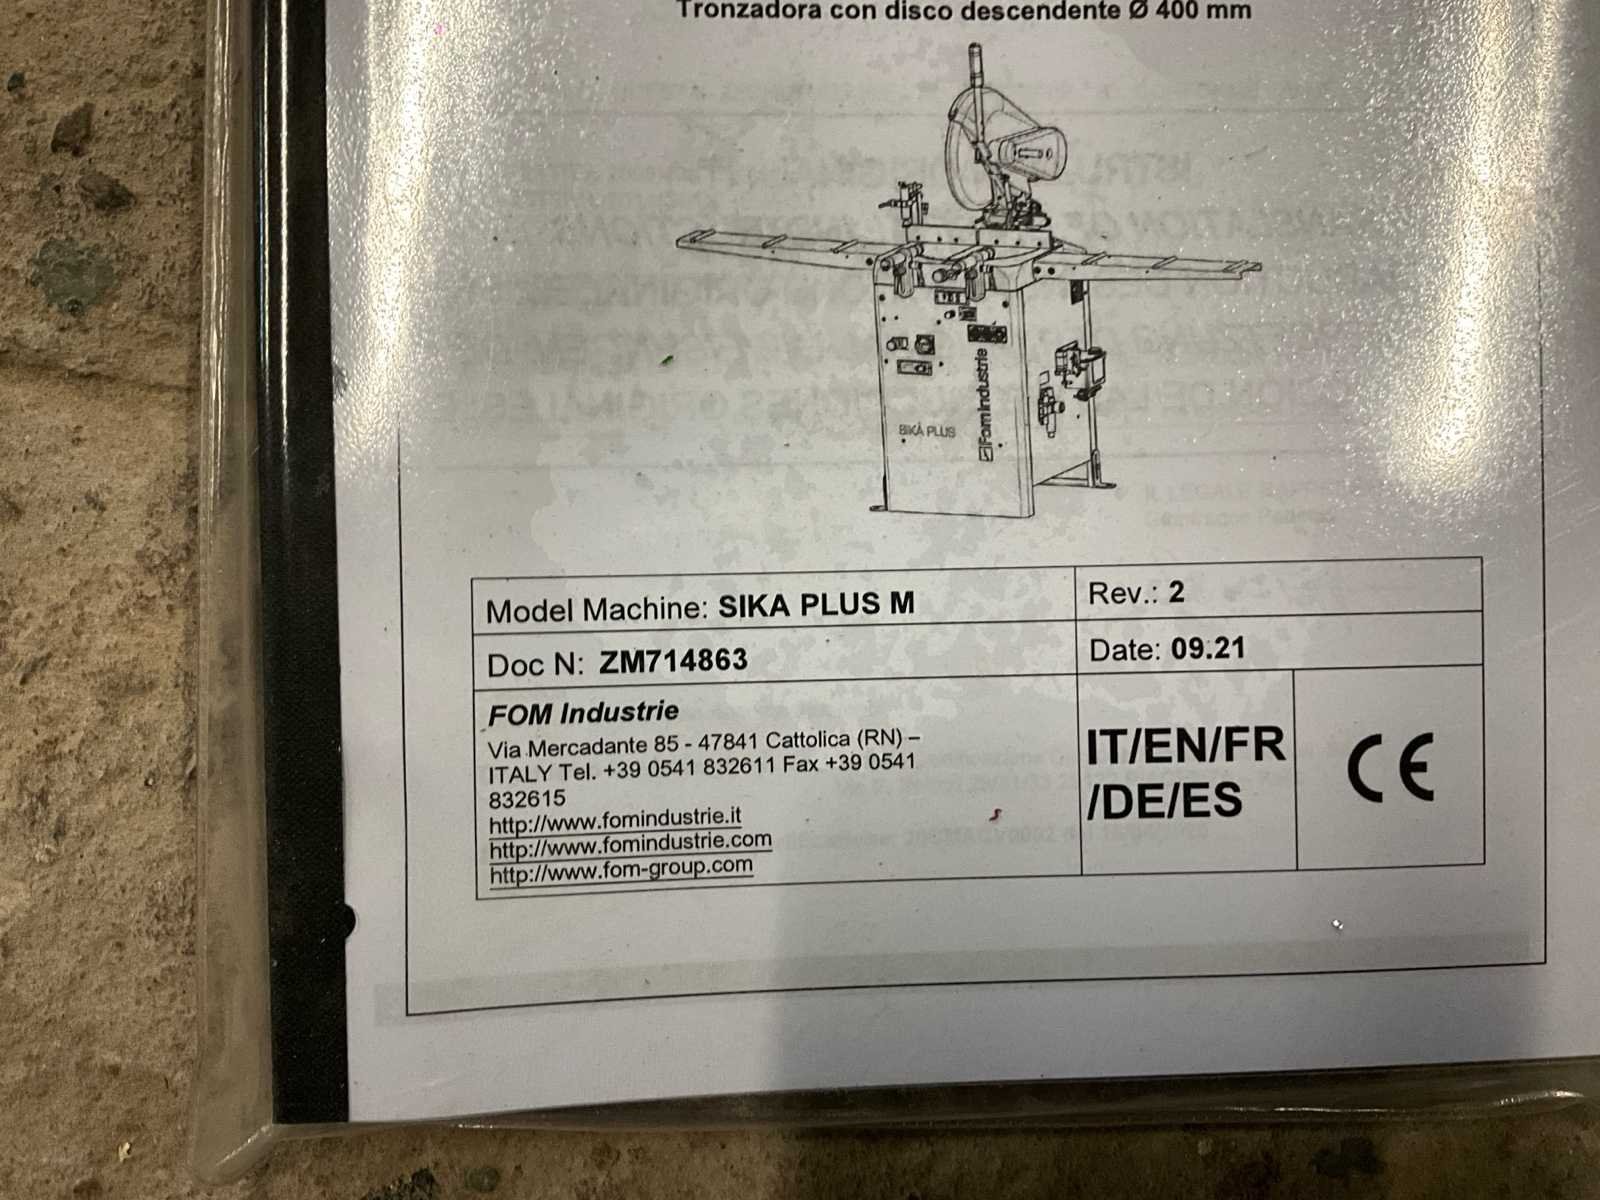 Tronzadora con disco descendente Ø 400 mm
FomIndustrie
SIKA PLUS
Model Machine: SIKA PLUS M
Rev.: 2
Doc N: ZM714863
Date: 09.21
FOM Industrie
Via Mercadante 85 - 47841 Cattolica (RN) –
ITALY Tel. +39 0541 832611 Fax +39 0541
832615
http://www.fomindustrie.it
http://www.fomindustrie.com
http://www.fom-group.com
IT/EN/FR
/DE/ES
CE